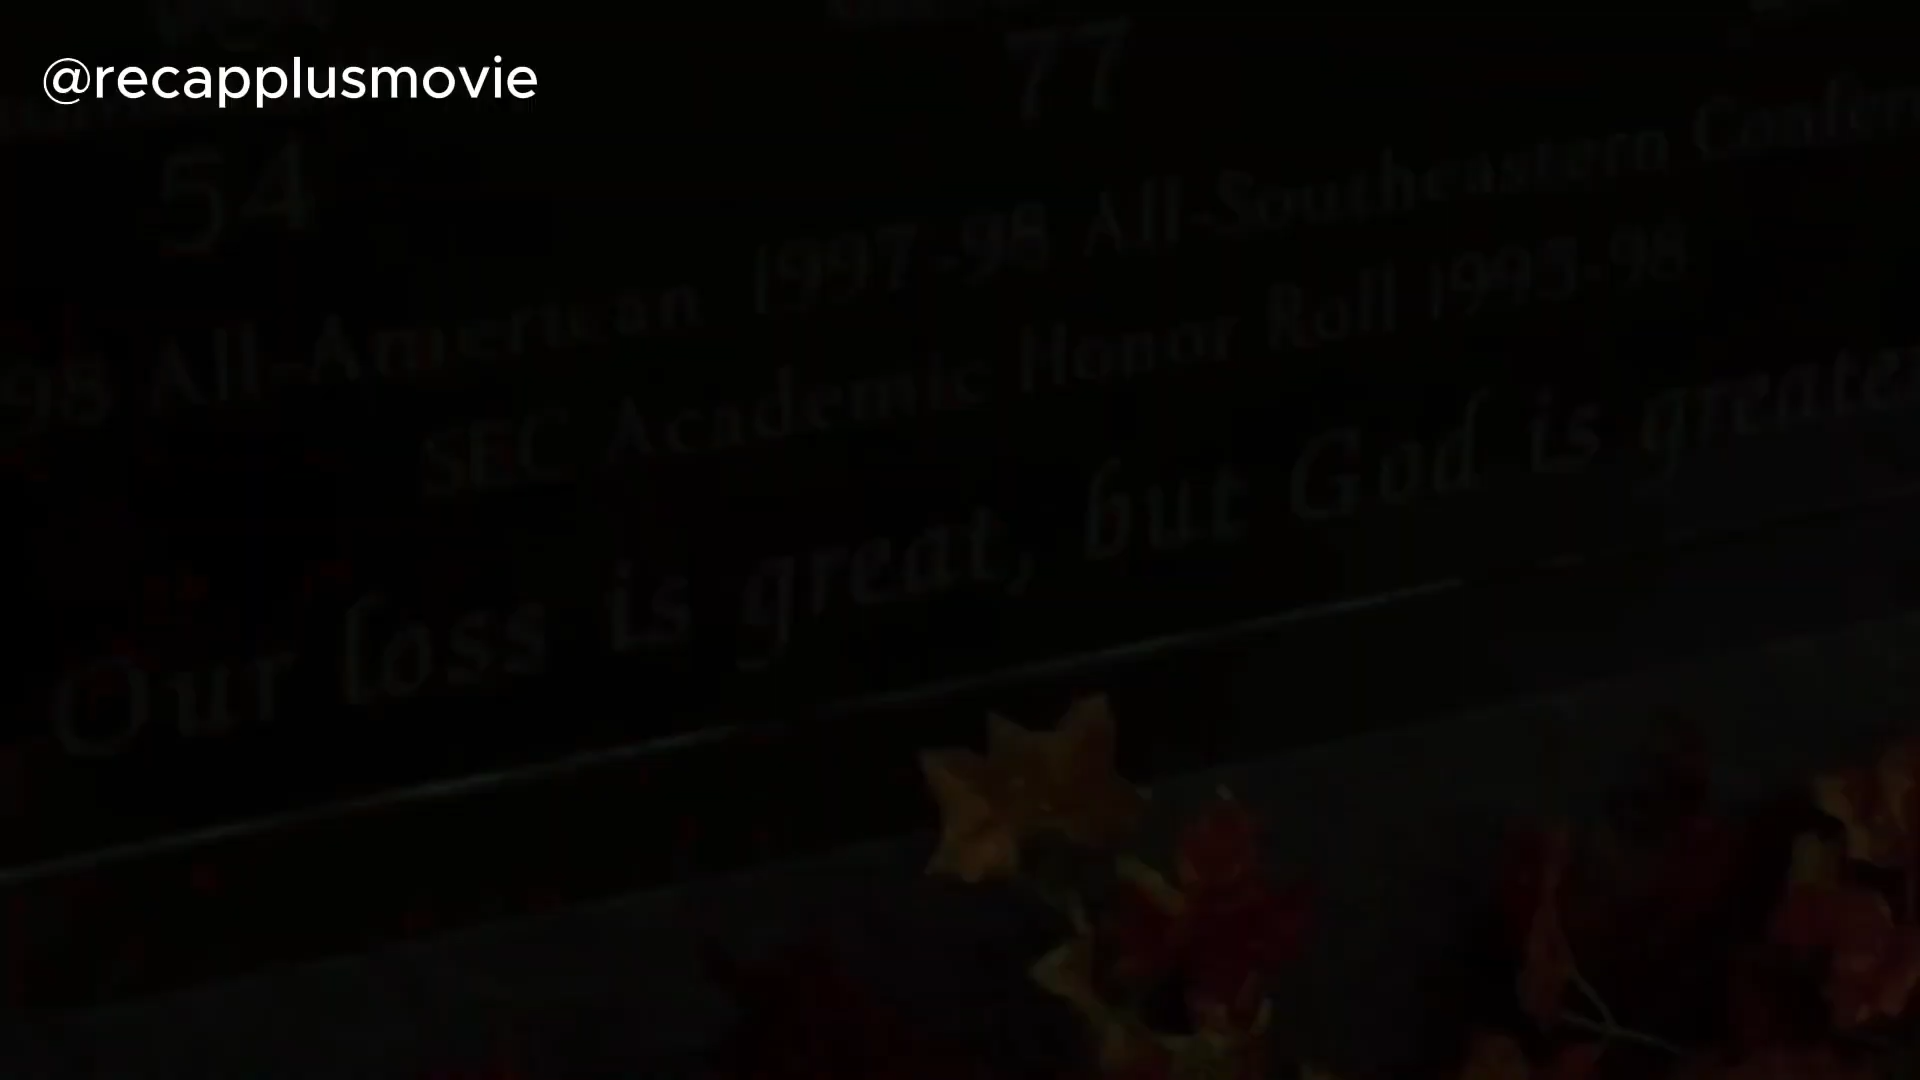 @recapplusmovie
77
54
1997-98 All-Southeastern Confer
98 All-American
SEC Academic Honor Roll 1995-98
Our loss is great, but God is greater